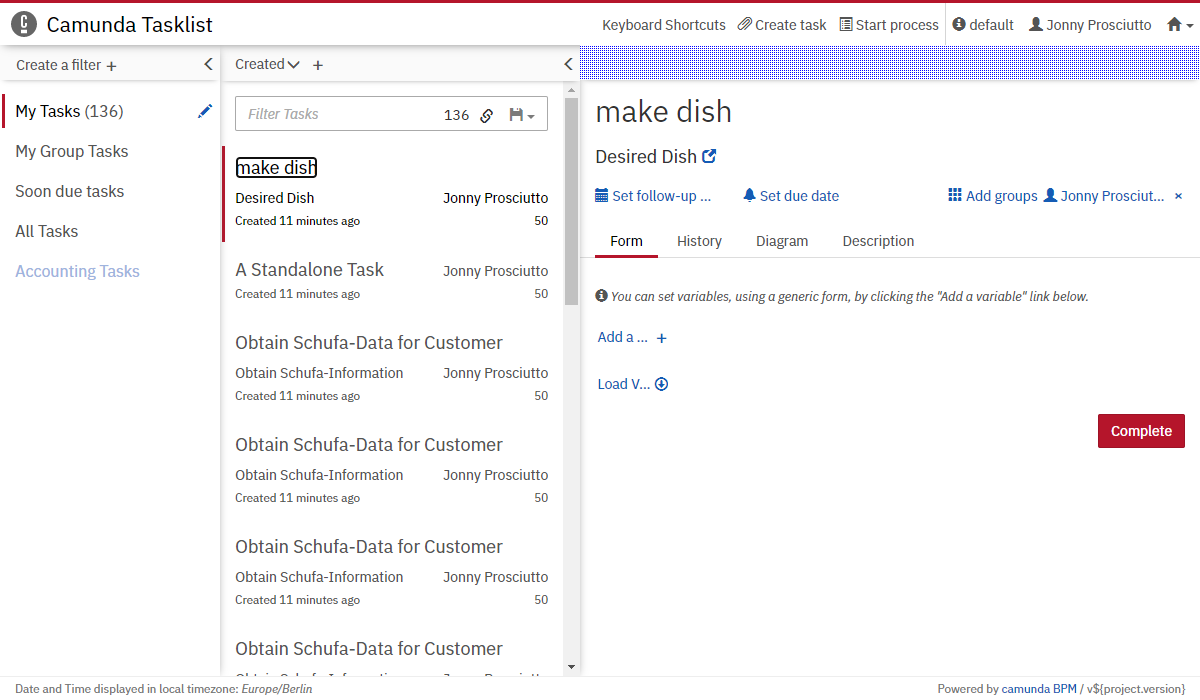 Camunda Tasklist
Keyboard Shortcuts Create task Start process default Jonny Prosciutto
Create a filter +
My Tasks (136)
My Group Tasks
Soon due tasks
All Tasks
Accounting Tasks
Created +
Filter Tasks 136
make dish
Desired Dish Jonny Prosciutto
Created 11 minutes ago 50
A Standalone Task Jonny Prosciutto
Created 11 minutes ago 50
Obtain Schufa-Data for Customer
Obtain Schufa-Information Jonny Prosciutto
Created 11 minutes ago 50
Obtain Schufa-Data for Customer
Obtain Schufa-Information Jonny Prosciutto
Created 11 minutes ago 50
Obtain Schufa-Data for Customer
Obtain Schufa-Information Jonny Prosciutto
Created 11 minutes ago 50
Obtain Schufa-Data for Customer
make dish
Desired Dish
Set follow-up ... Set due date Add groups Jonny Prosciut... ×
Form History Diagram Description
You can set variables, using a generic form, by clicking the "Add a variable" link below.
Add a ... +
Load V...
Complete
Date and Time displayed in local timezone: Europe/Berlin
Powered by camunda BPM / v${project.version}